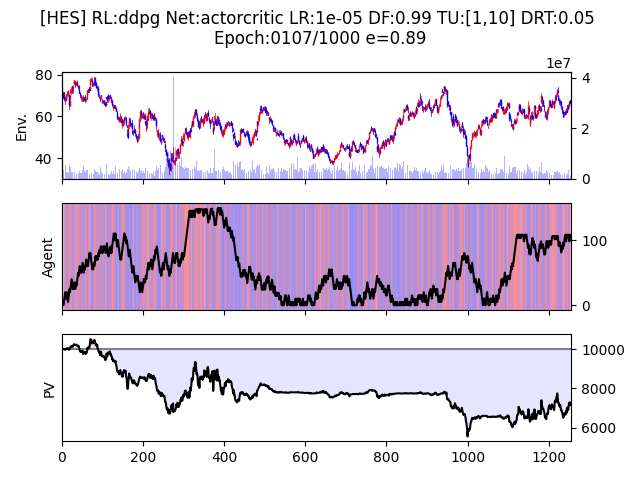 [HES] RL:ddpg Net:actorcritic LR:1e-05 DF:0.99 TU:[1,10] DRT:0.05
Epoch:0107/1000 e=0.89
1e7
80
60
40
Env.
4
2
0
Agent
100
0
PV
10000
8000
6000
0 200 400 600 800 1000 1200